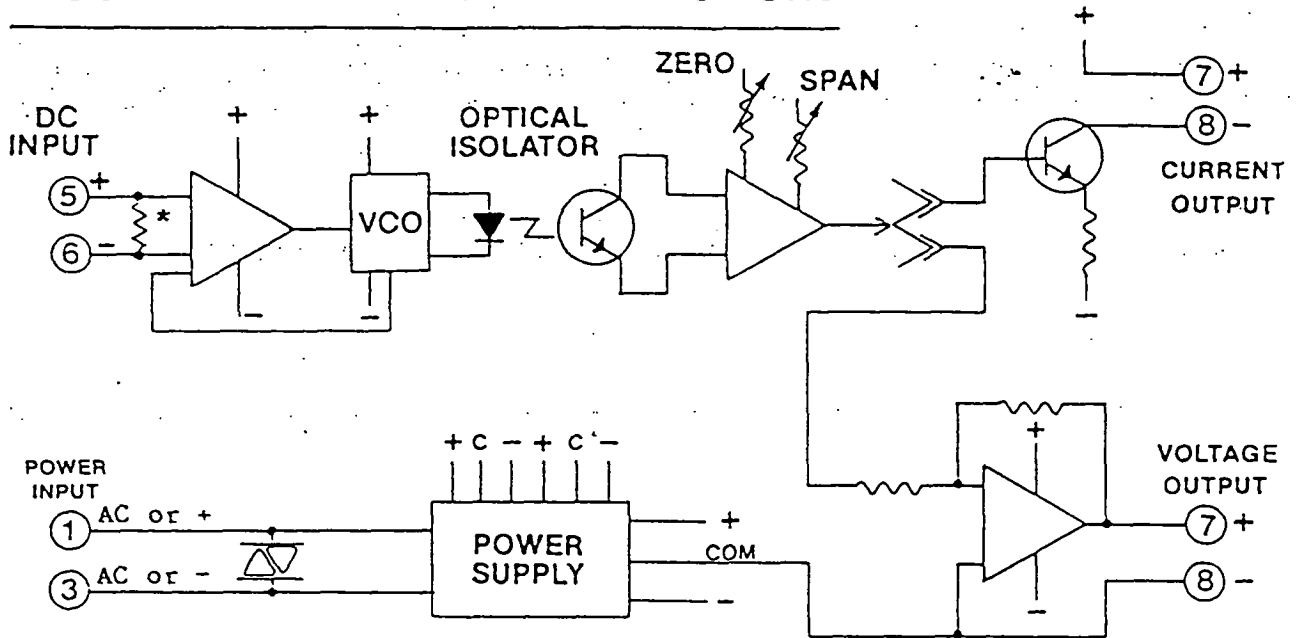 ZERO
SPAN
+
7 +
8 -
CURRENT
OUTPUT
DC
INPUT
+
+
OPTICAL
ISOLATOR
5 +
6 -
*
VCO
-
-
-
POWER
INPUT
1 AC or +
3 AC or -
+ C - + C -
POWER
SUPPLY
+
COM
-
+
-
VOLTAGE
OUTPUT
7 +
8 -